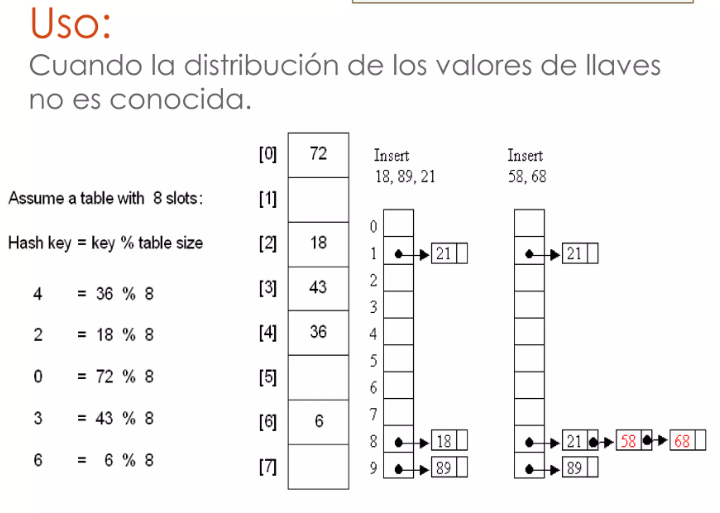 Uso:
Cuando la distribución de los valores de llaves
no es conocida.
Assume a table with 8 slots:
Hash key = key % table size
4 = 36 % 8
2 = 18 % 8
0 = 72 % 8
3 = 43 % 8
6 = 6 % 8
[0] 72
[1]
[2] 18
[3] 43
[4] 36
[5]
[6] 6
[7]
Insert
18, 89, 21
0
1 21
2
3
4
5
6
7
8 18
9 89
Insert
58, 68
21
21 58 68
89